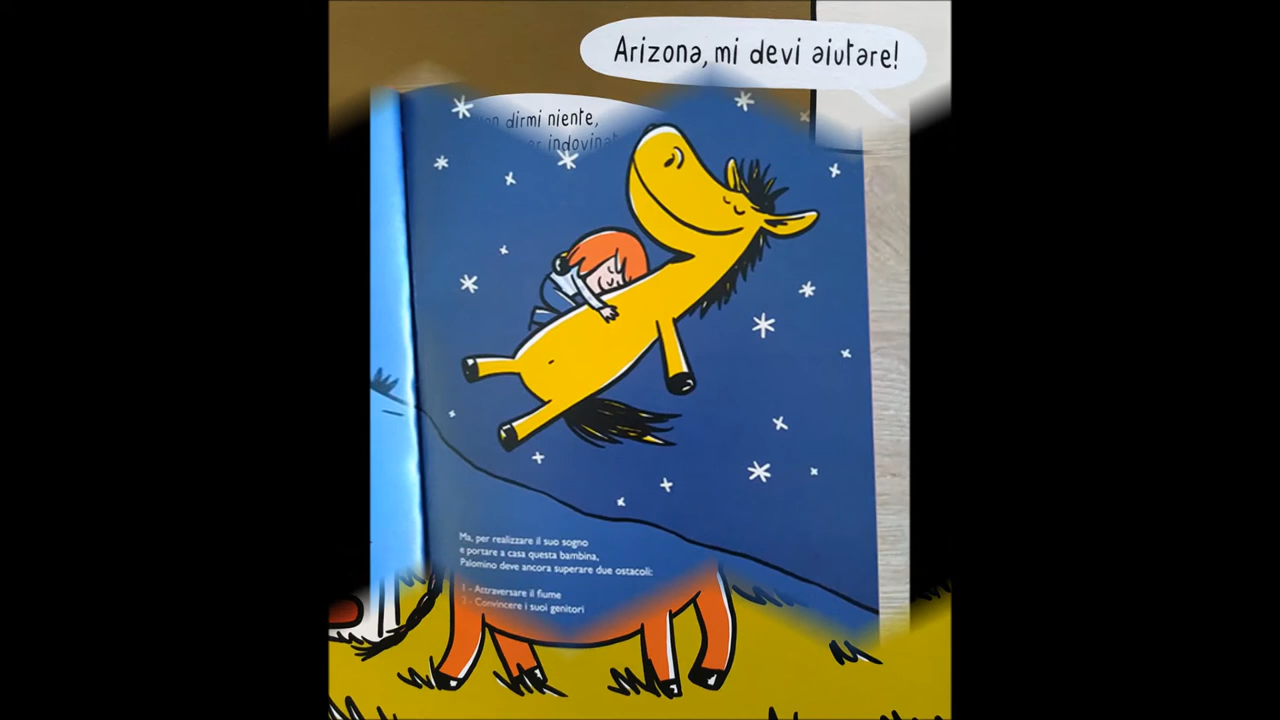 Arizona, mi devi aiutare!
dirmi niente,
Ma, per realizzare il suo sogno
e portare a casa questa bambina,
Palomino deve ancora superare due ostacoli:
1 - Attraversare il fiume
2 - Convincere i suoi genitori